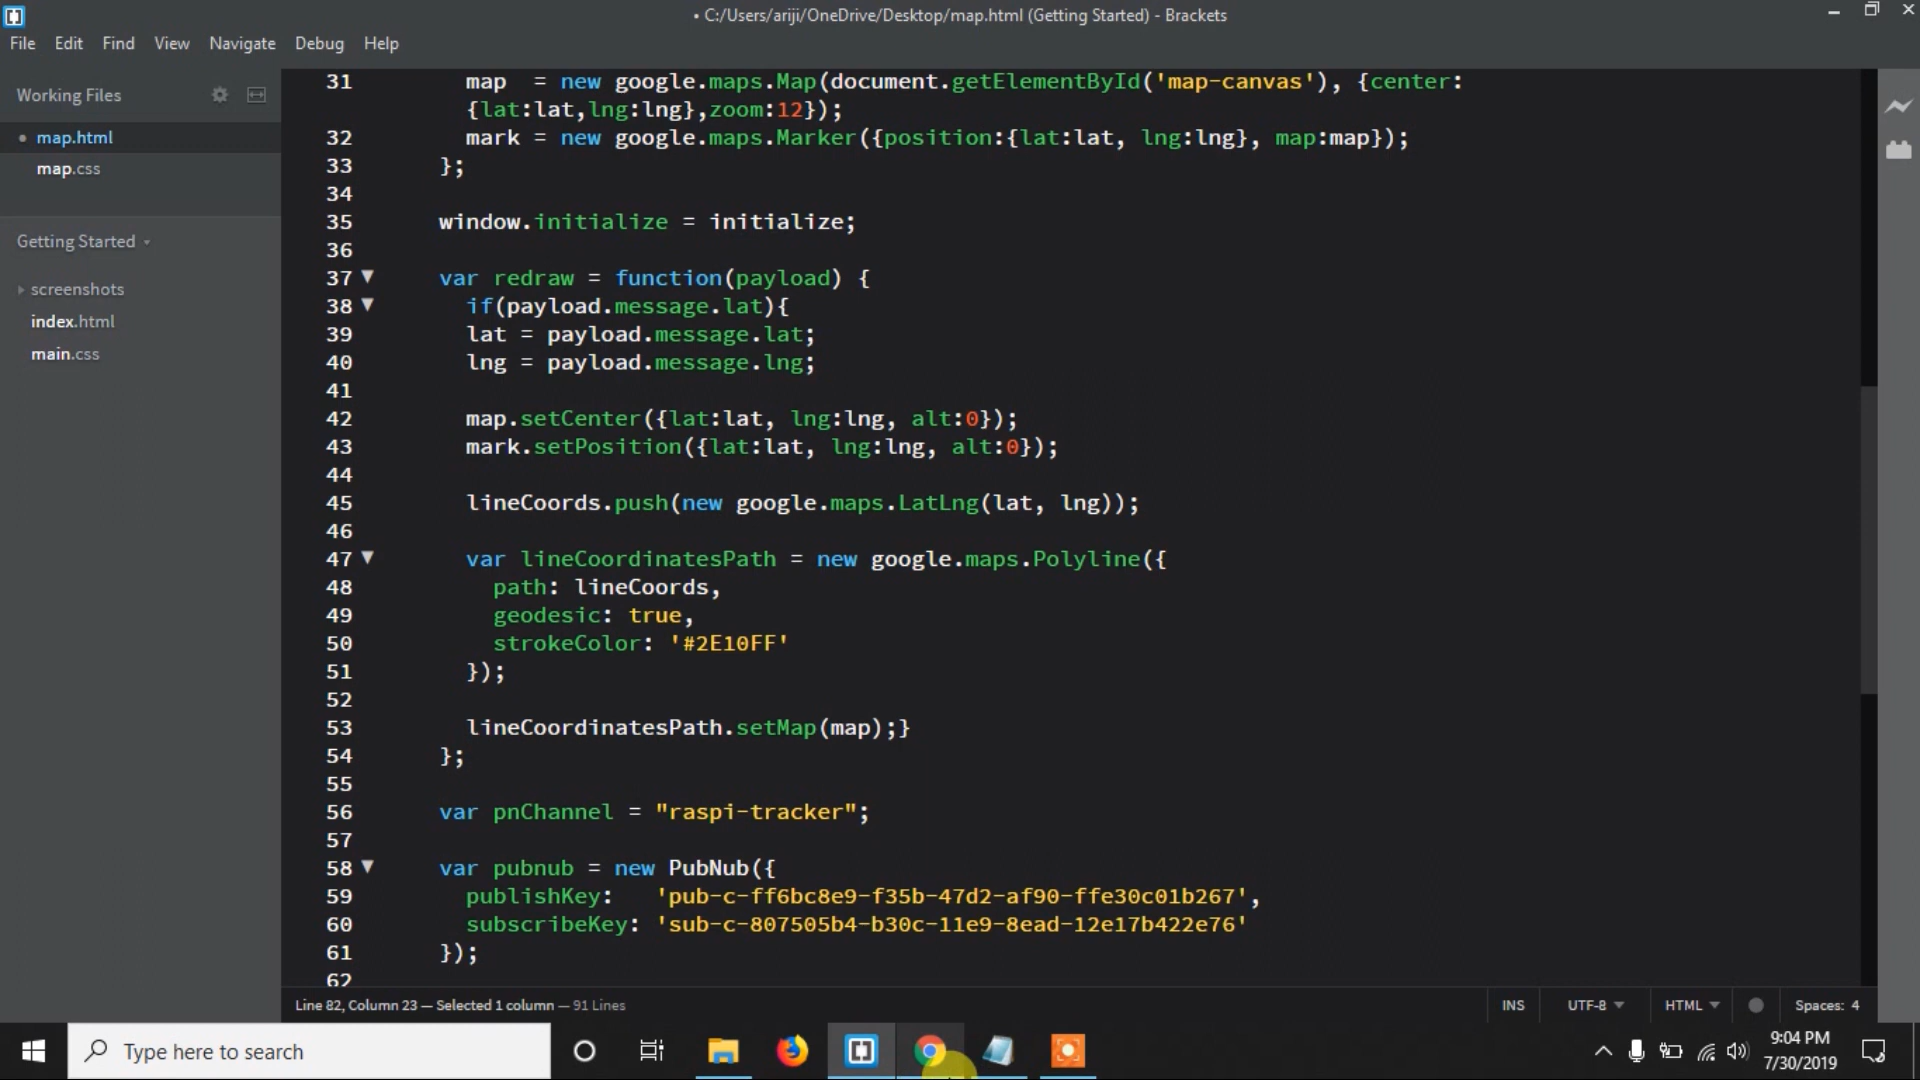 • C:/Users/ariji/OneDrive/Desktop/map.html (Getting Started) - Brackets
File Edit Find View Navigate Debug Help
Working Files
• map.html
map.css
Getting Started
screenshots
index.html
main.css
31 map  = new google.maps.Map(document.getElementById('map-canvas'), {center:
{lat:lat,lng:lng},zoom:12});
32 mark = new google.maps.Marker({position:{lat:lat, lng:lng}, map:map});
33 };
34
35 window.initialize = initialize;
36
37 var redraw = function(payload) {
38 if(payload.message.lat){
39 lat = payload.message.lat;
40 lng = payload.message.lng;
41
42 map.setCenter({lat:lat, lng:lng, alt:0});
43 mark.setPosition({lat:lat, lng:lng, alt:0});
44
45 lineCoords.push(new google.maps.LatLng(lat, lng));
46
47 var lineCoordinatesPath = new google.maps.Polyline({
48 path: lineCoords,
49 geodesic: true,
50 strokeColor: '#2E10FF'
51 });
52
53 lineCoordinatesPath.setMap(map);}
54 };
55
56 var pnChannel = "raspi-tracker";
57
58 var pubnub = new PubNub({
59 publishKey:   'pub-c-ff6bc8e9-f35b-47d2-af90-ffe30c01b267',
60 subscribeKey: 'sub-c-807505b4-b30c-11e9-8ead-12e17b422e76'
61 });
62
Line 82, Column 23 — Selected 1 column — 91 Lines
INS UTF-8 HTML Spaces: 4
Type here to search
9:04 PM
7/30/2019